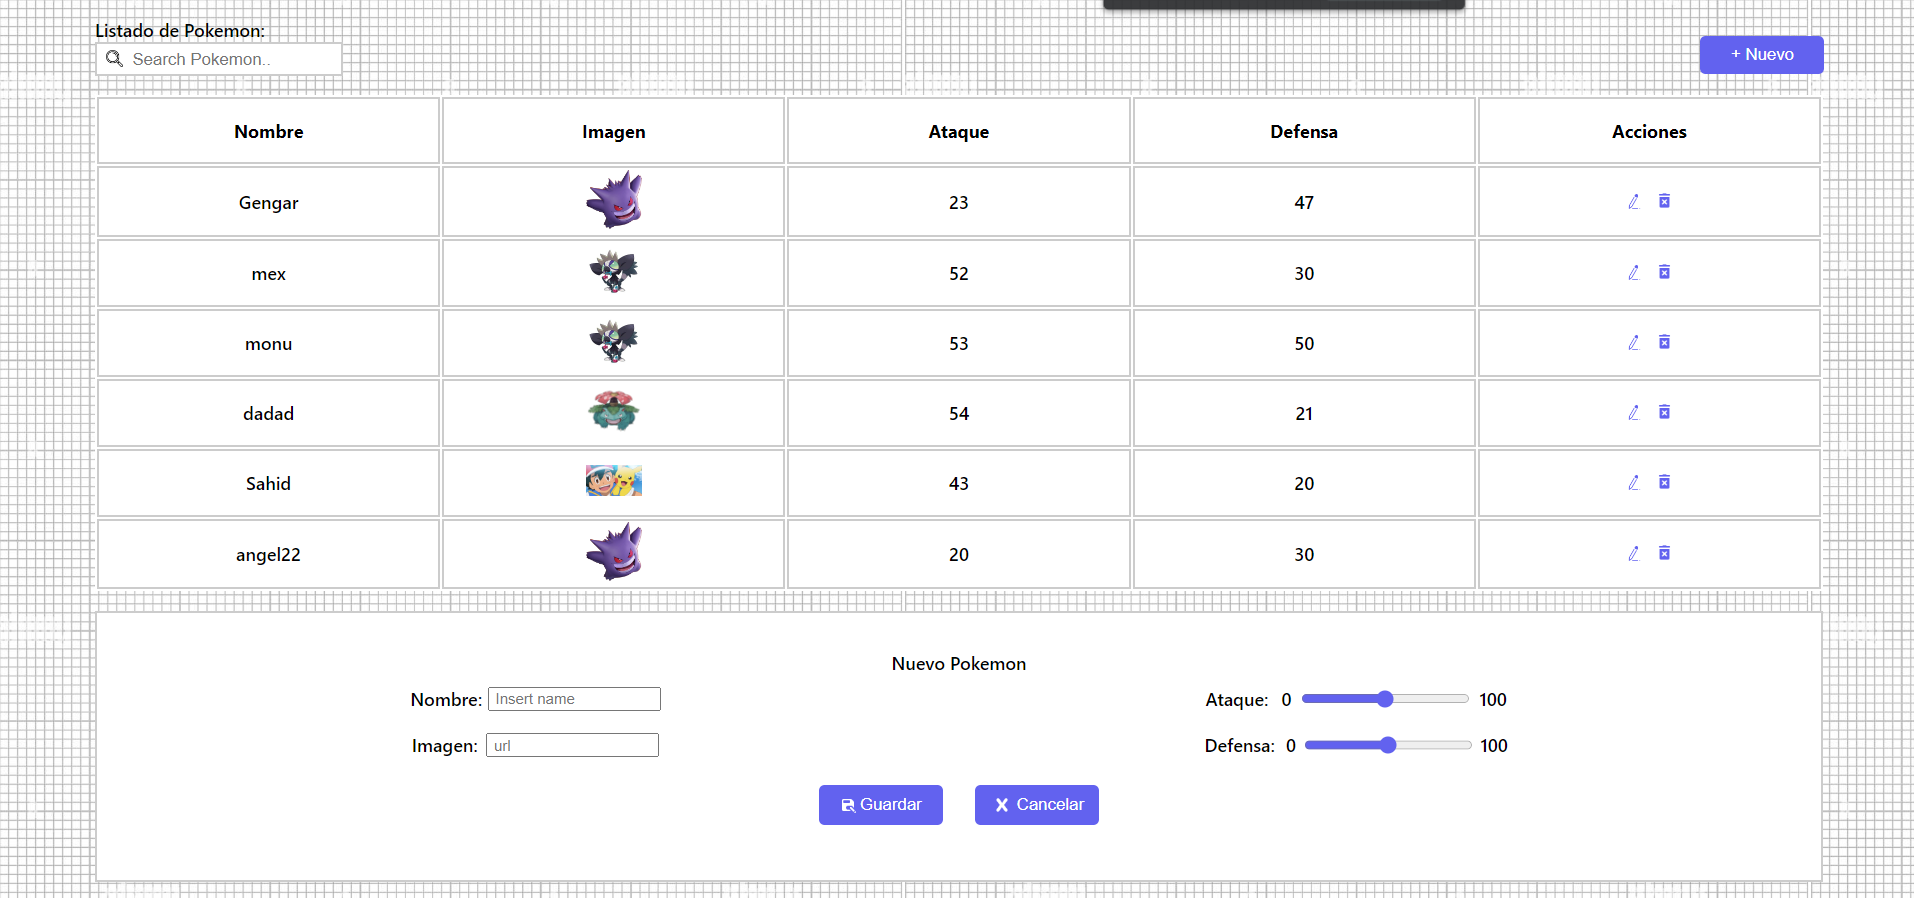 Listado de Pokemon:
Search Pokemon..
+ Nuevo
Nombre Imagen Ataque Defensa Acciones
Gengar 23 47
mex 52 30
monu 53 50
dadad 54 21
Sahid 43 20
angel22 20 30
Nuevo Pokemon
Nombre: Insert name Ataque: 0 100
Imagen: url Defensa: 0 100
Guardar Cancelar